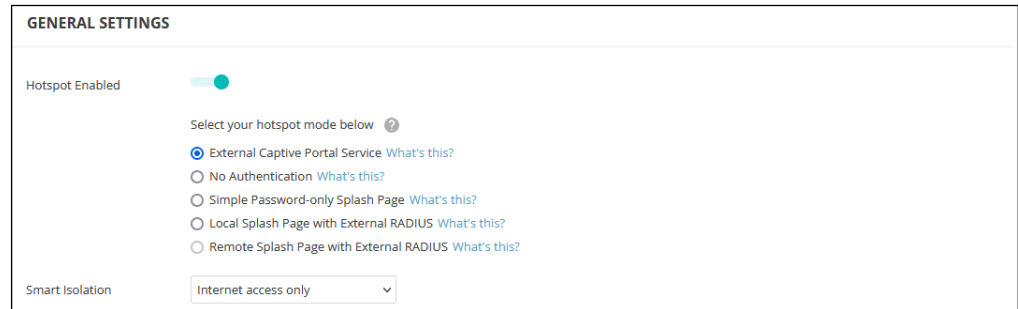 GENERAL SETTINGS
Hotspot Enabled
Select your hotspot mode below ?
External Captive Portal Service What's this?
No Authentication What's this?
Simple Password-only Splash Page What's this?
Local Splash Page with External RADIUS What's this?
Remote Splash Page with External RADIUS What's this?
Smart Isolation Internet access only